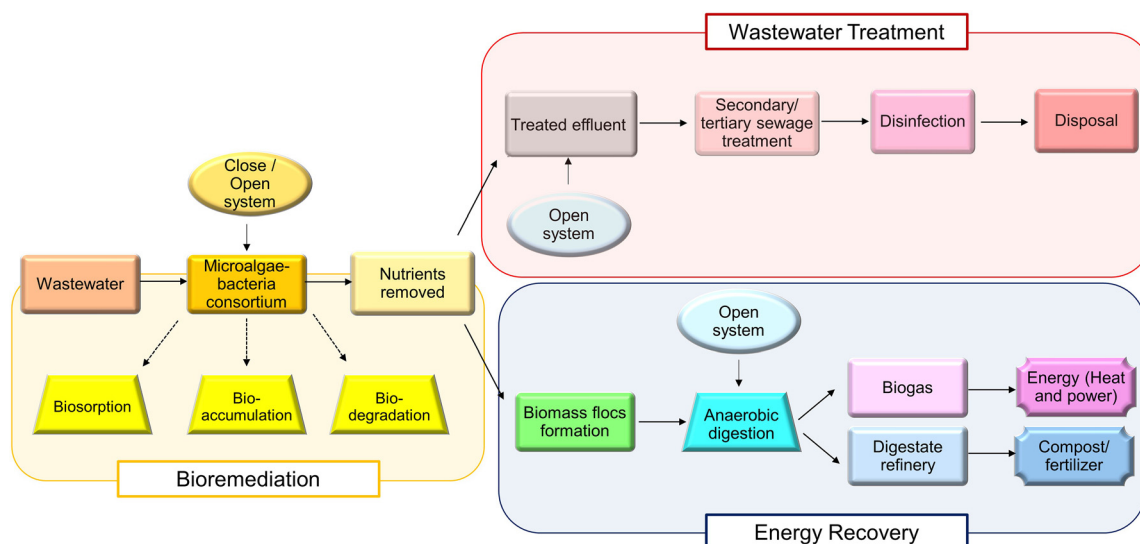 Wastewater Treatment
Treated effluent
Secondary/
tertiary sewage
treatment
Disinfection
Disposal
Open
system
Close /
Open
system
Wastewater
Microalgae-
bacteria
consortium
Nutrients
removed
Biosorption
Bio-
accumulation
Bio-
degradation
Bioremediation
Open
system
Biomass flocs
formation
Anaerobic
digestion
Biogas
Energy (Heat
and power)
Digestate
refinery
Compost/
fertilizer
Energy Recovery